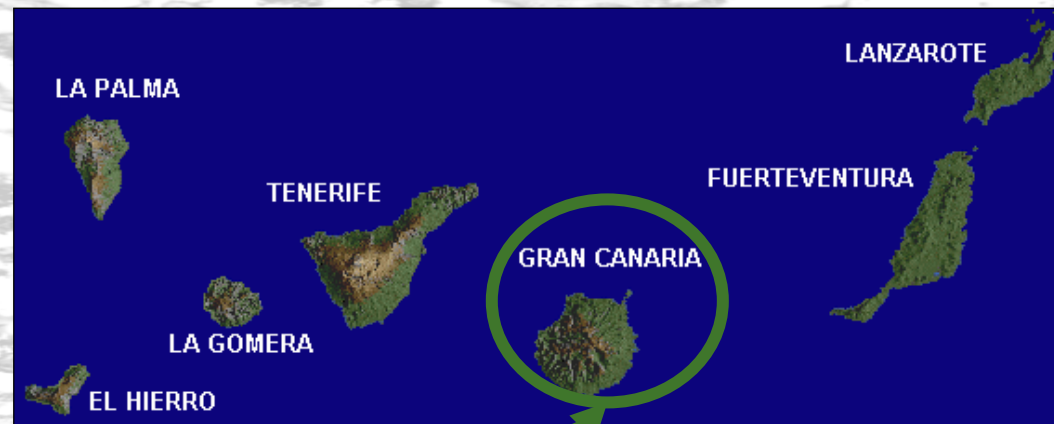 LANZAROTE
LA PALMA
FUERTEVENTURA
TENERIFE
GRAN CANARIA
LA GOMERA
EL HIERRO